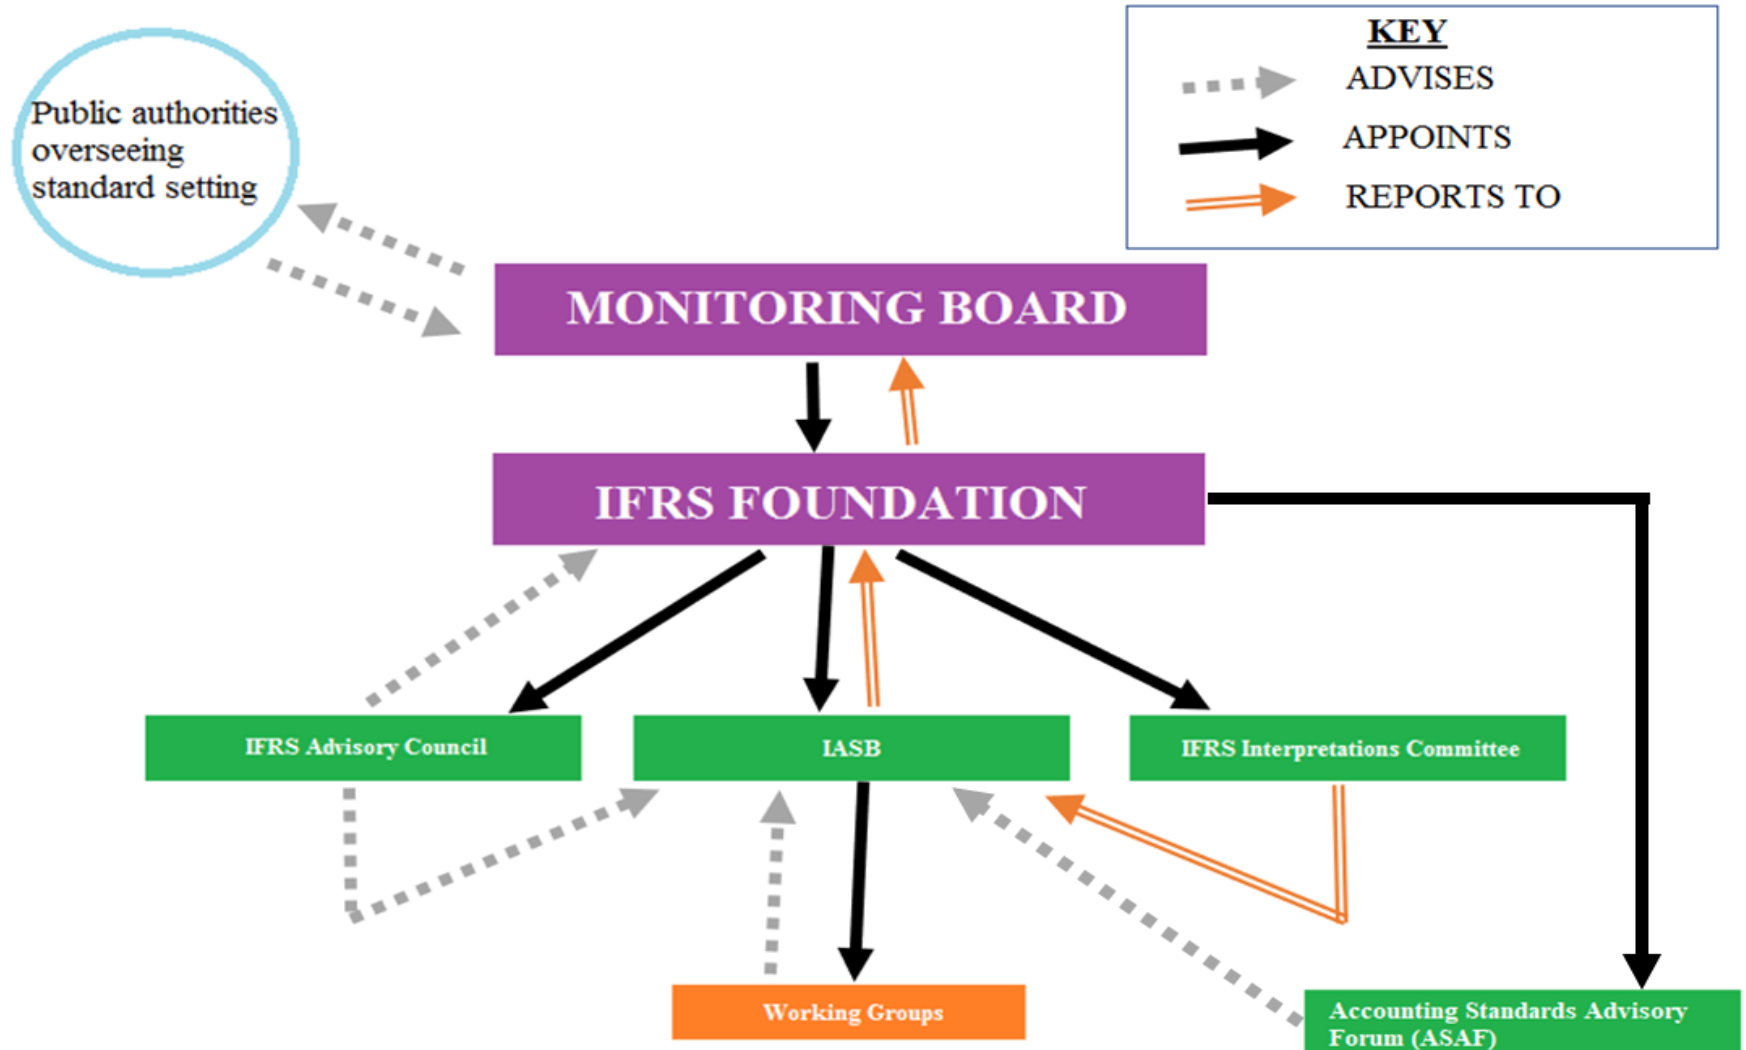 KEY
ADVISES
APPOINTS
REPORTS TO
Public authorities
overseeing
standard setting
MONITORING BOARD
IFRS FOUNDATION
IFRS Advisory Council
IASB
IFRS Interpretations Committee
Working Groups
Accounting Standards Advisory
Forum (ASAF)